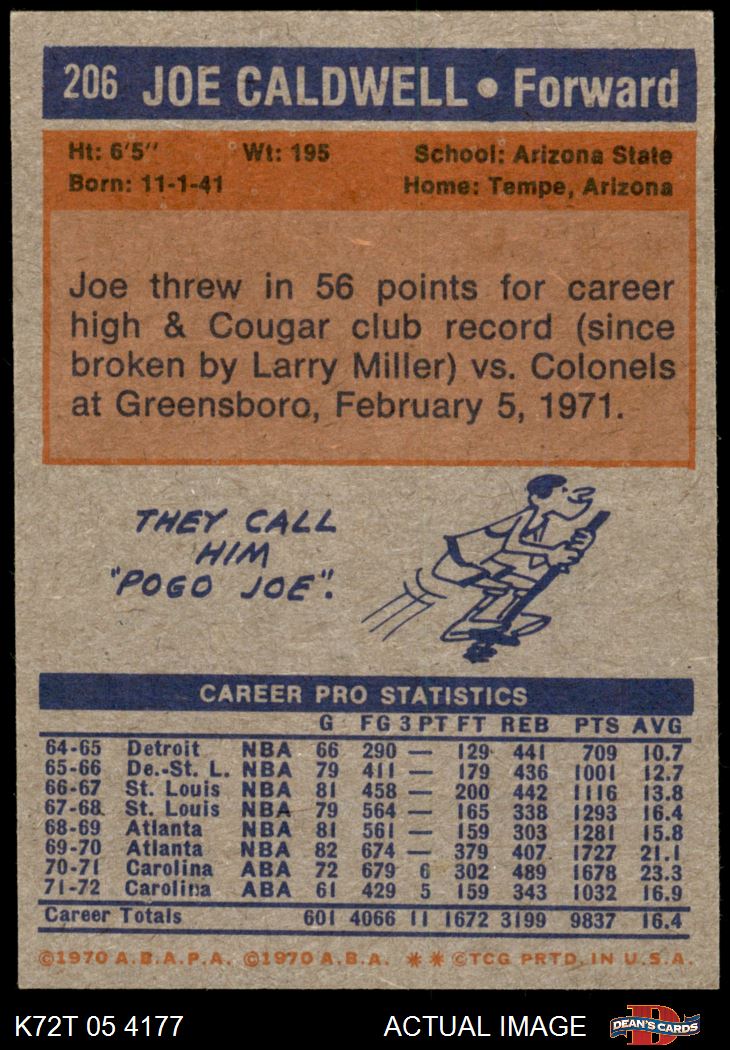 206 JOE CALDWELL • Forward
Ht: 6'5" Wt: 195 School: Arizona State
Born: 11-1-41 Home: Tempe, Arizona
Joe threw in 56 points for career
high & Cougar club record (since
broken by Larry Miller) vs. Colonels
at Greensboro, February 5, 1971.
THEY CALL
HIM
"POGO JOE".
CAREER PRO STATISTICS
G FG 3 PT FT REB PTS AVG
64-65 Detroit NBA 66 290 — 129 441 709 10.7
65-66 De.-St. L. NBA 79 411 — 179 436 1001 12.7
66-67 St. Louis NBA 81 458 — 200 442 1116 13.8
67-68 St. Louis NBA 79 564 — 165 338 1293 16.4
68-69 Atlanta NBA 81 561 — 159 303 1281 15.8
69-70 Atlanta NBA 82 674 — 379 407 1727 21.1
70-71 Carolina ABA 72 679 6 302 489 1678 23.3
71-72 Carolina ABA 61 429 5 159 343 1032 16.9
Career Totals 601 4066 11 1672 3199 9837 16.4
©1970 A.B.A.P.A. ©1970 A.B.A. ** ©TCG PRTD. IN U.S.A.
K72T 05 4177 ACTUAL IMAGE D DEAN'S CARDS